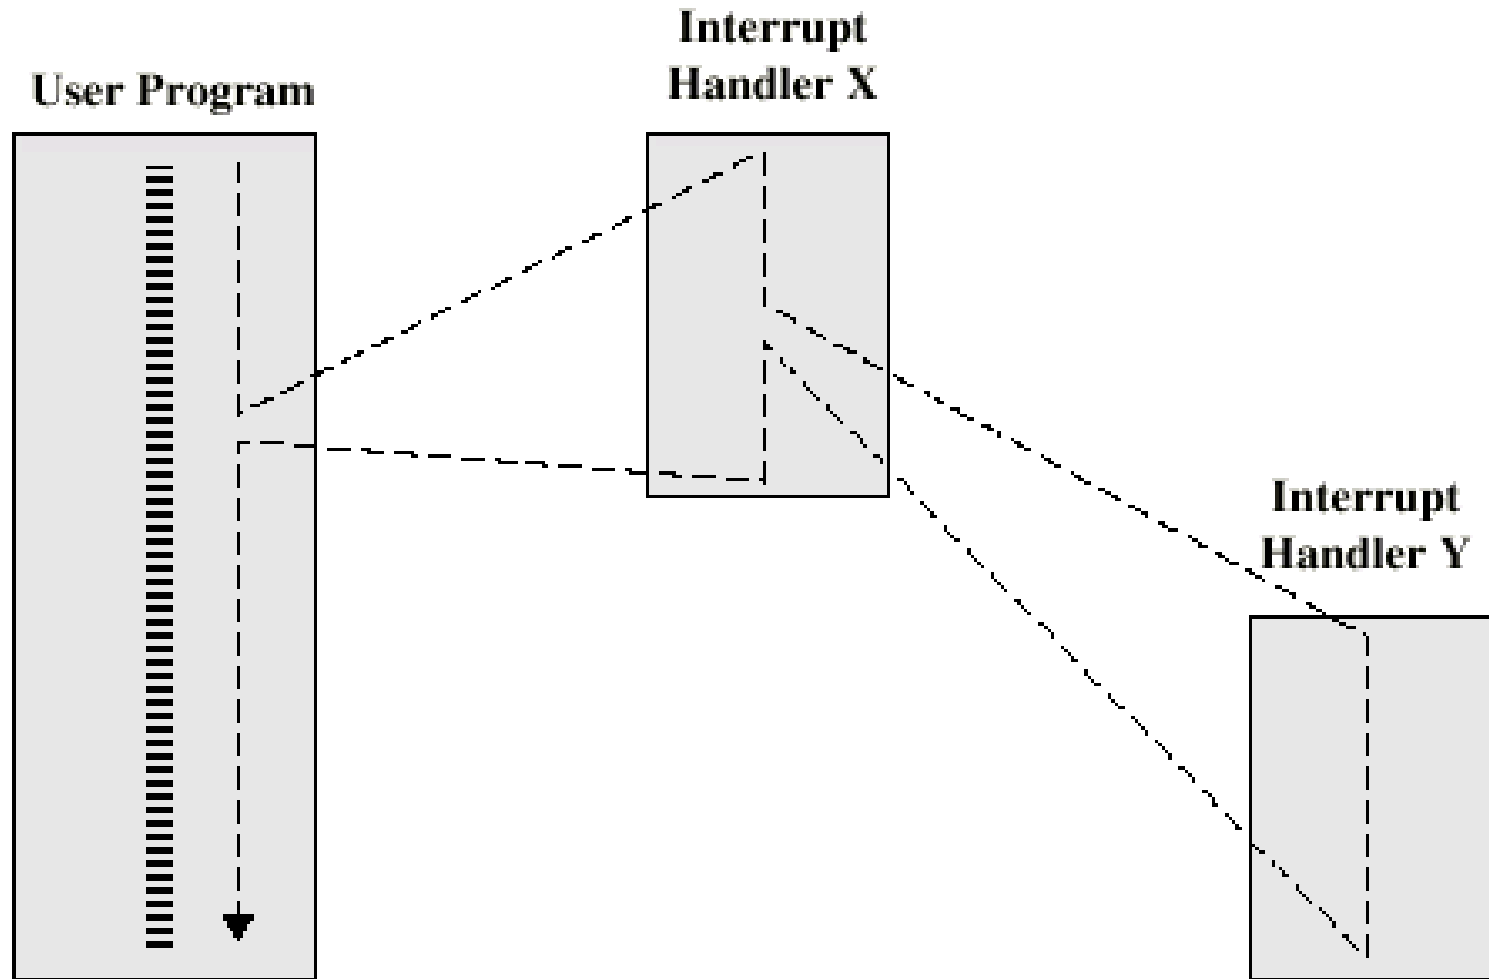 Interrupt
Handler X
User Program
Interrupt
Handler Y